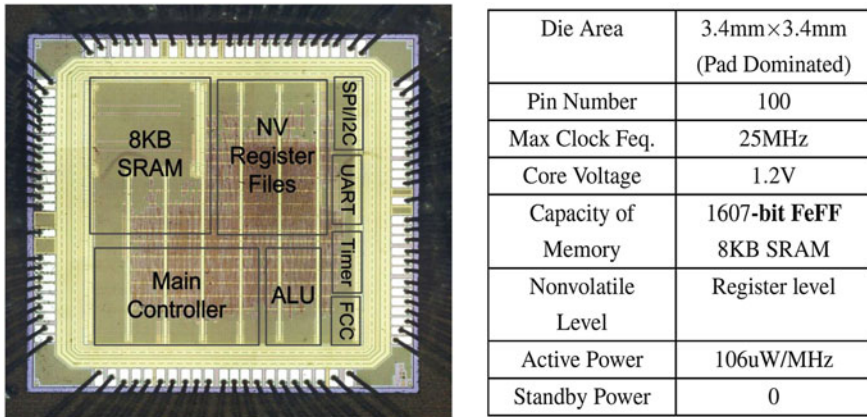 8KB
SRAM
NV
Register
Files
SPI/I2C
UART
Timer
FCC
Main
Controller
ALU
Die Area 3.4mm×3.4mm
(Pad Dominated)
Pin Number 100
Max Clock Feq. 25MHz
Core Voltage 1.2V
Capacity of 1607-bit FeFF
Memory 8KB SRAM
Nonvolatile Register level
Level
Active Power 106uW/MHz
Standby Power 0